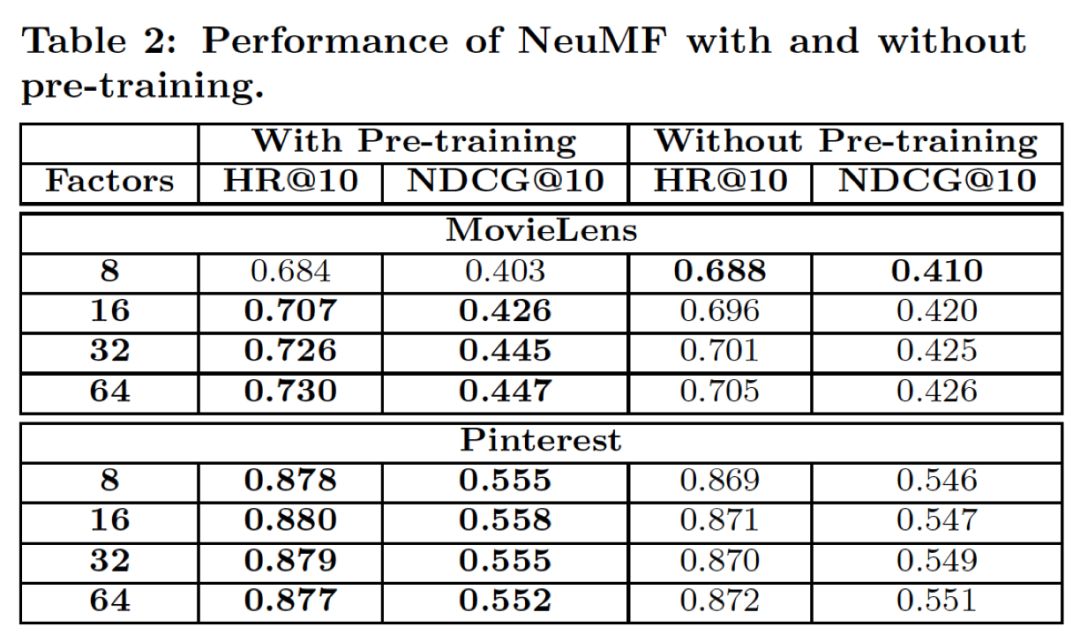 Table 2: Performance of NeuMF with and without
pre-training.
With Pre-training Without Pre-training
Factors HR@10 NDCG@10 HR@10 NDCG@10
MovieLens
8 0.684 0.403 0.688 0.410
16 0.707 0.426 0.696 0.420
32 0.726 0.445 0.701 0.425
64 0.730 0.447 0.705 0.426
Pinterest
8 0.878 0.555 0.869 0.546
16 0.880 0.558 0.871 0.547
32 0.879 0.555 0.870 0.549
64 0.877 0.552 0.872 0.551